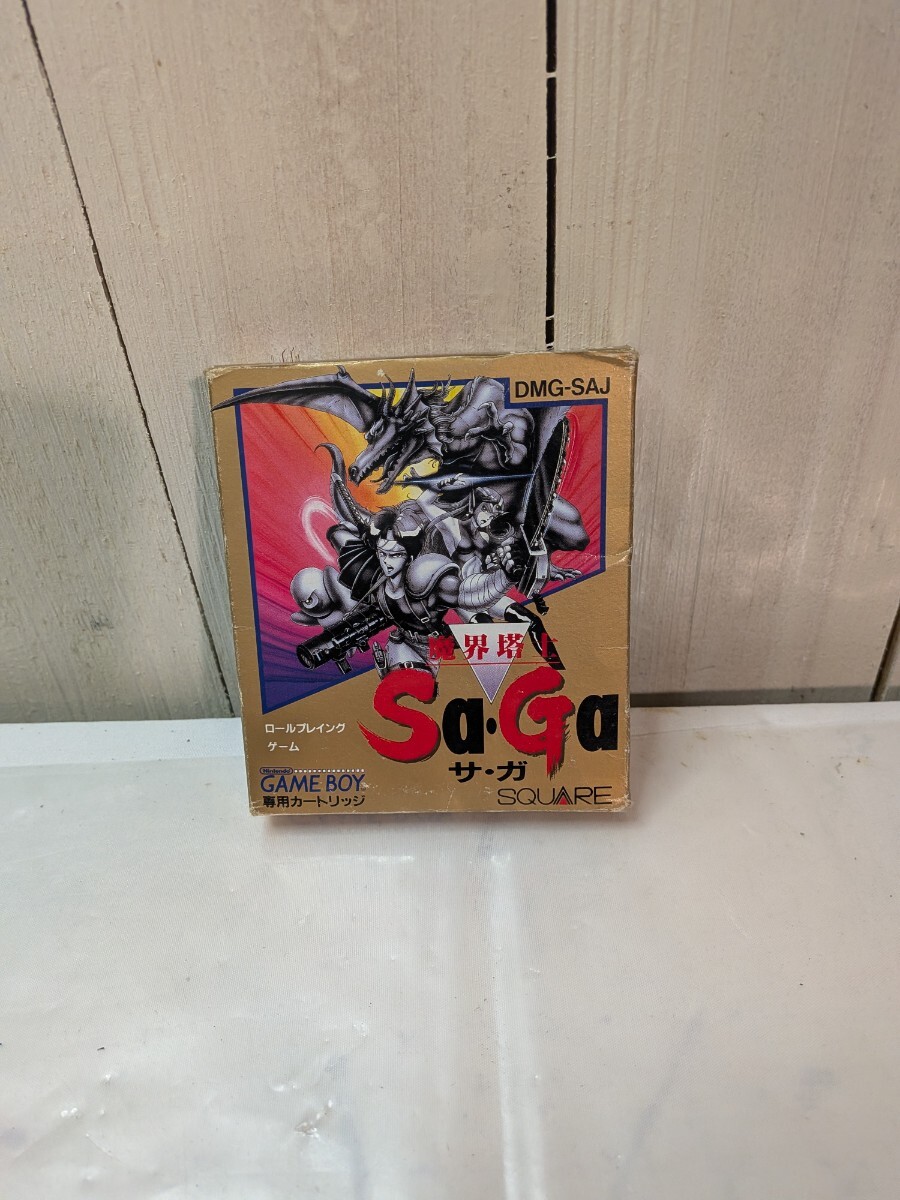 DMG-SAJ
魔界塔士
Sa・Ga
サ・ガ
ロールプレイング
ゲーム
Nintendo
GAME BOY
専用カートリッジ
SQUARE